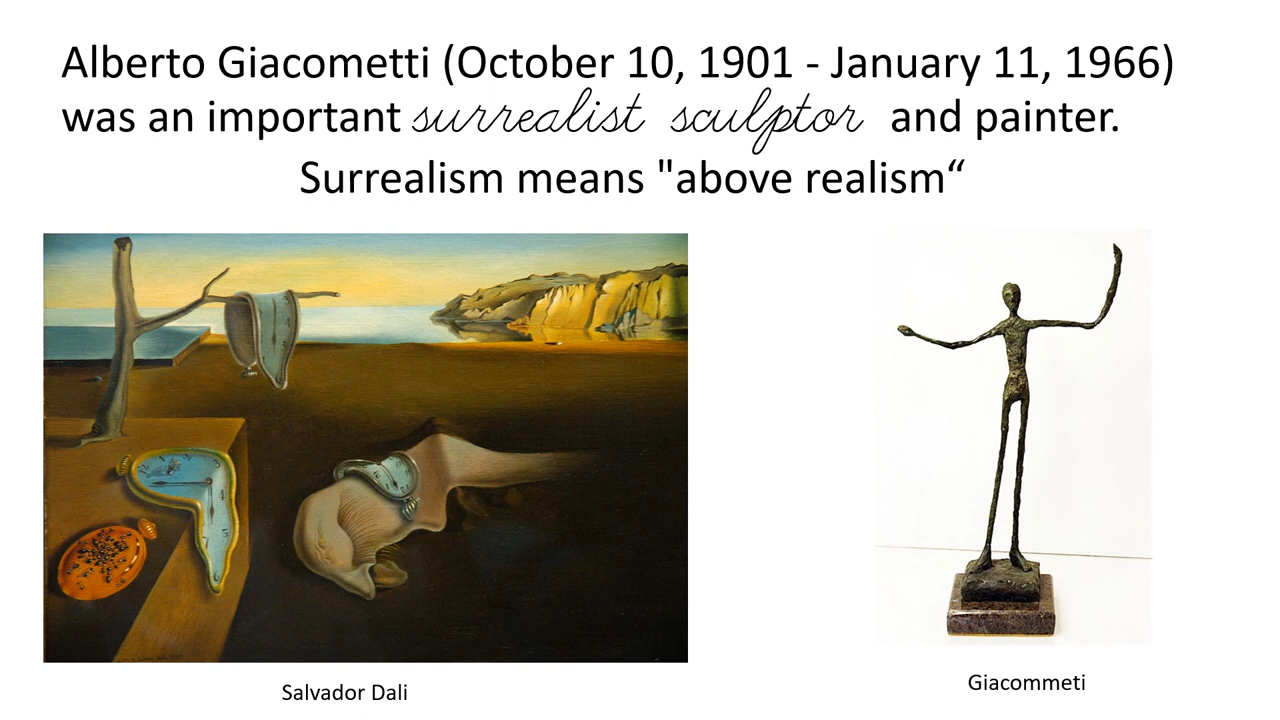 Alberto Giacometti (October 10, 1901 - January 11, 1966)
was an important surrealist sculptor and painter.
Surrealism means "above realism“
Salvador Dali
Giacommeti